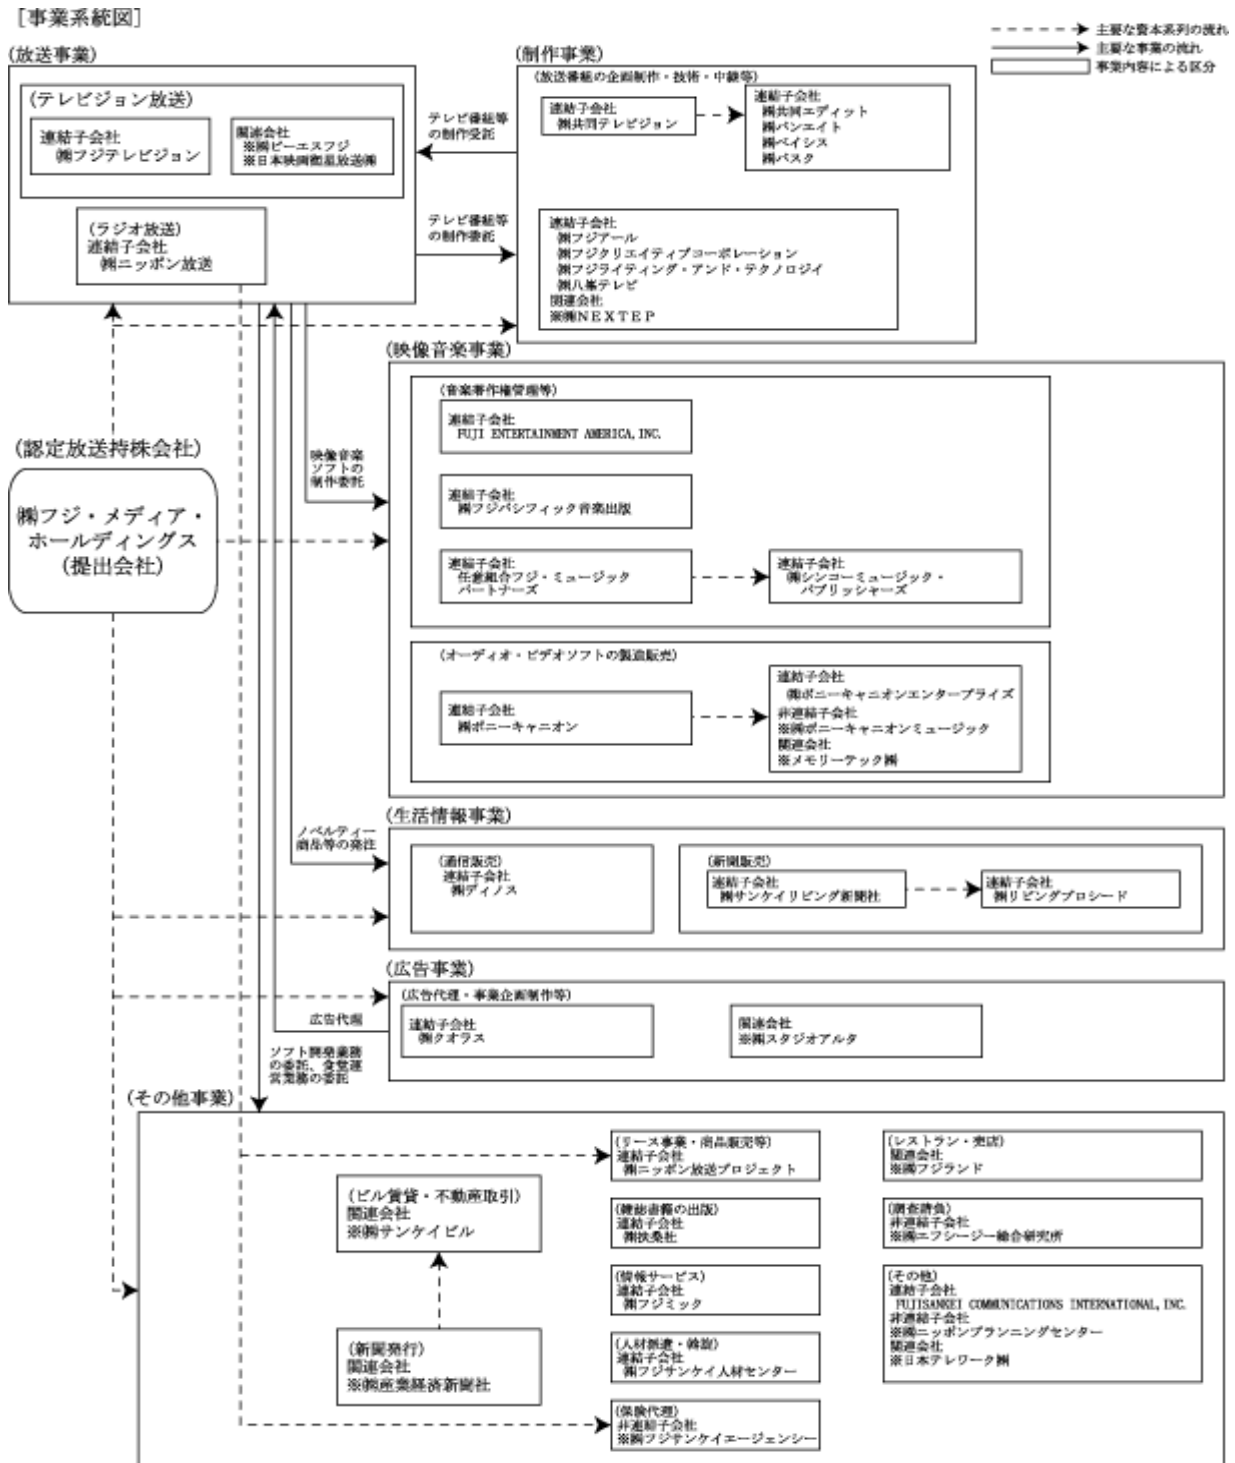 ［事業系統図］
主要な資本系列の流れ
主要な事業の流れ
事業内容による区分
(放送事業)
(テレビジョン放送)
連結子会社
㈱フジテレビジョン
関連会社
※㈱ビーエスフジ
※日本映画衛星放送㈱
(ラジオ放送)
連結子会社
㈱ニッポン放送
テレビ番組等
の制作受託
テレビ番組等
の制作委託
(制作事業)
(放送番組の企画制作・技術・中継等)
連結子会社
㈱共同テレビジョン
連結子会社
㈱共同エディット
㈱バンエイト
㈱ベイシス
㈱バスク
連結子会社
㈱フジアール
㈱フジクリエイティブコーポレーション
㈱フジライティング・アンド・テクノロジイ
㈱八峯テレビ
関連会社
※㈱ＮＥＸＴＥＰ
(認定放送持株会社)
㈱フジ・メディア・
ホールディングス
(提出会社)
映像音楽
ソフトの
制作委託
(映像音楽事業)
(音楽著作権管理等)
連結子会社
FUJI ENTERTAINMENT AMERICA, INC.
連結子会社
㈱フジパシフィック音楽出版
連結子会社
任意組合フジ・ミュージック
パートナーズ
連結子会社
㈱シンコーミュージック・
パブリッシャーズ
(オーディオ・ビデオソフトの製造販売)
連結子会社
㈱ポニーキャニオン
連結子会社
㈱ポニーキャニオンエンタープライズ
非連結子会社
※㈱ポニーキャニオンミュージック
関連会社
※メモリーテック㈱
ノベルティー
商品等の発注
(生活情報事業)
(通信販売)
連結子会社
㈱ディノス
(新聞販売)
連結子会社
㈱サンケイリビング新聞社
連結子会社
㈱リビングプロシード
広告代理
(広告事業)
(広告代理・事業企画制作等)
連結子会社
㈱クオラス
関連会社
※㈱スタジオアルタ
ソフト開発業務
の委託、食堂運
営業務の委託
(その他事業)
(ビル賃貸・不動産取引)
関連会社
※㈱サンケイビル
(新聞発行)
関連会社
※㈱産業経済新聞社
(リース事業・商品販売等)
連結子会社
㈱ニッポン放送プロジェクト
(雑誌書籍の出版)
連結子会社
㈱扶桑社
(情報サービス)
連結子会社
㈱フジミック
(人材派遣・斡旋)
連結子会社
㈱フジサンケイ人材センター
(保険代理)
非連結子会社
※㈱フジサンケイエージェンシー
(レストラン・売店)
関連会社
※㈱フジランド
(調査請負)
非連結子会社
※㈱エフシージー総合研究所
(その他)
連結子会社
FUJISANKEI COMMUNICATIONS INTERNATIONAL, INC.
非連結子会社
※㈱ニッポンプランニングセンター
関連会社
※日本テレワーク㈱